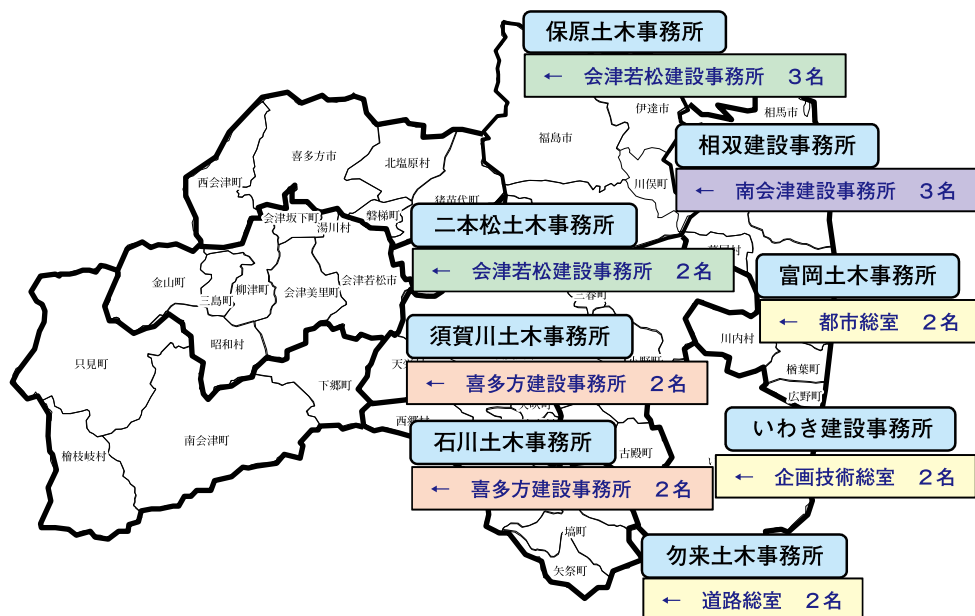 保原土木事務所
← 会津若松建設事務所 3名
伊達市
相馬市
福島市
相双建設事務所
← 南会津建設事務所 3名
喜多方市
北塩原村
西会津町
川俣町
猪苗代町
磐梯町
会津坂下町
湯川村
二本松土木事務所
← 会津若松建設事務所 2名
富岡土木事務所
← 都市総室 2名
金山町
三島町
柳津町
会津美里町
会津若松市
三春町
昭和村
須賀川土木事務所
← 喜多方建設事務所 2名
川内村
楢葉町
広野町
只見町
下郷町
西郷村
南会津町
檜枝岐村
石川土木事務所
← 喜多方建設事務所 2名
古殿町
いわき建設事務所
← 企画技術総室 2名
塙町
矢祭町
勿来土木事務所
← 道路総室 2名